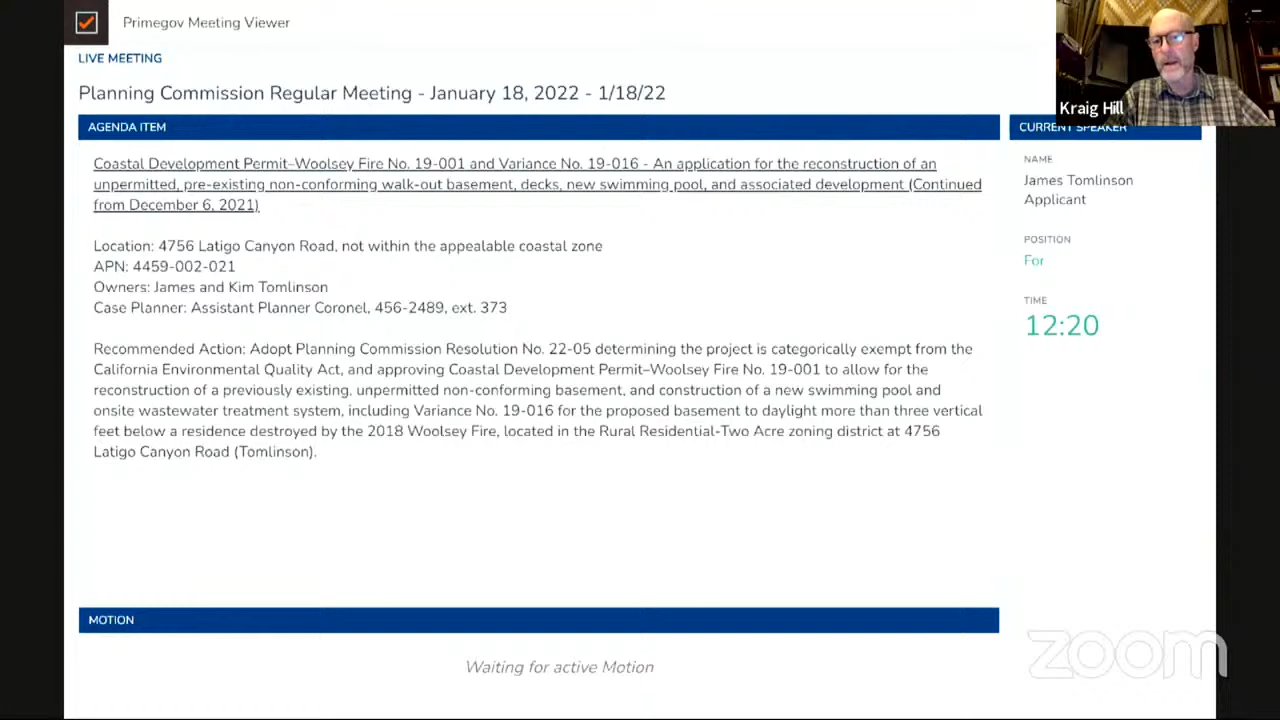 Primegov Meeting Viewer
LIVE MEETING
Planning Commission Regular Meeting - January 18, 2022 - 1/18/22
Kraig Hill
AGENDA ITEM
CURRENT SPEAKER
Coastal Development Permit–Woolsey Fire No. 19-001 and Variance No. 19-016 - An application for the reconstruction of an
unpermitted, pre-existing non-conforming walk-out basement, decks, new swimming pool, and associated development (Continued
from December 6, 2021)
Location: 4756 Latigo Canyon Road, not within the appealable coastal zone
APN: 4459-002-021
Owners: James and Kim Tomlinson
Case Planner: Assistant Planner Coronel, 456-2489, ext. 373
Recommended Action: Adopt Planning Commission Resolution No. 22-05 determining the project is categorically exempt from the
California Environmental Quality Act, and approving Coastal Development Permit–Woolsey Fire No. 19-001 to allow for the
reconstruction of a previously existing, unpermitted non-conforming basement, and construction of a new swimming pool and
onsite wastewater treatment system, including Variance No. 19-016 for the proposed basement to daylight more than three vertical
feet below a residence destroyed by the 2018 Woolsey Fire, located in the Rural Residential-Two Acre zoning district at 4756
Latigo Canyon Road (Tomlinson).
NAME
James Tomlinson
Applicant
POSITION
For
TIME
12:20
MOTION
Waiting for active Motion
zoom